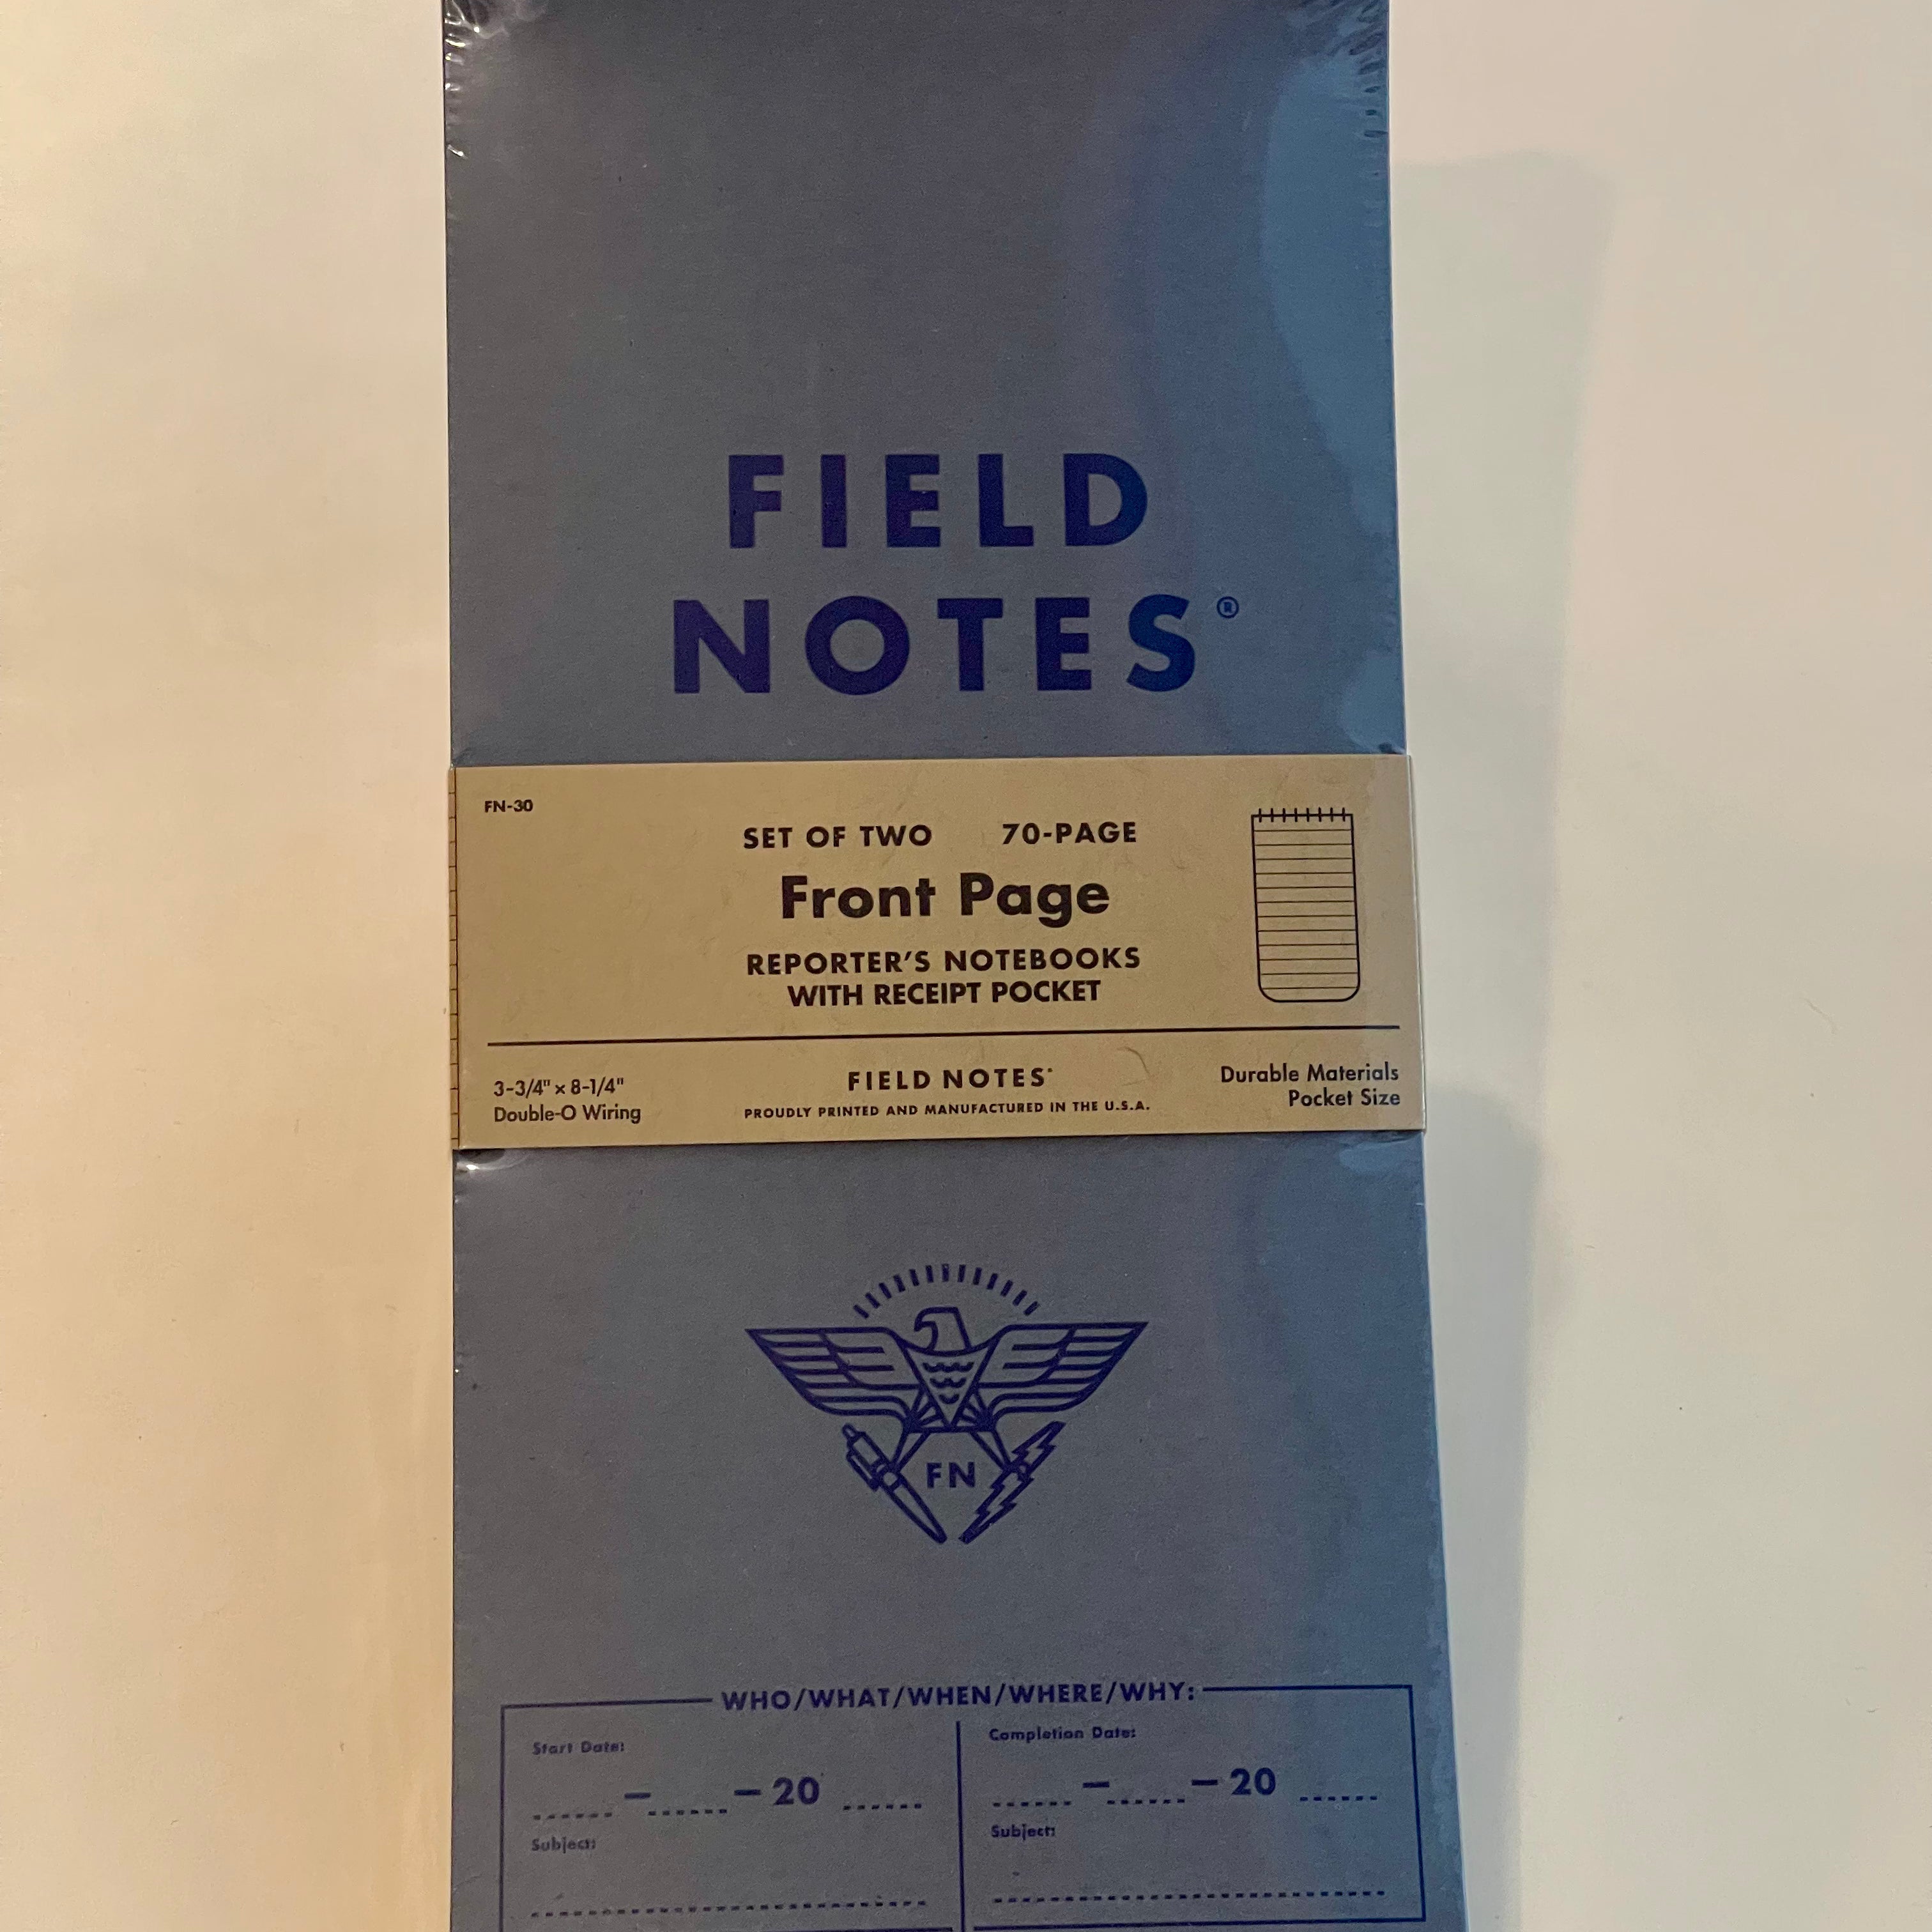 FIELD
NOTES®
FN-30
SET OF TWO 70-PAGE
Front Page
REPORTER'S NOTEBOOKS
WITH RECEIPT POCKET
3-3/4" x 8-1/4"
Double-O Wiring
FIELD NOTES®
PROUDLY PRINTED AND MANUFACTURED IN THE U.S.A.
Durable Materials
Pocket Size
FN
WHO/WHAT/WHEN/WHERE/WHY:
Start Date:
– – 20
Subject:
Completion Date:
– – 20
Subject: